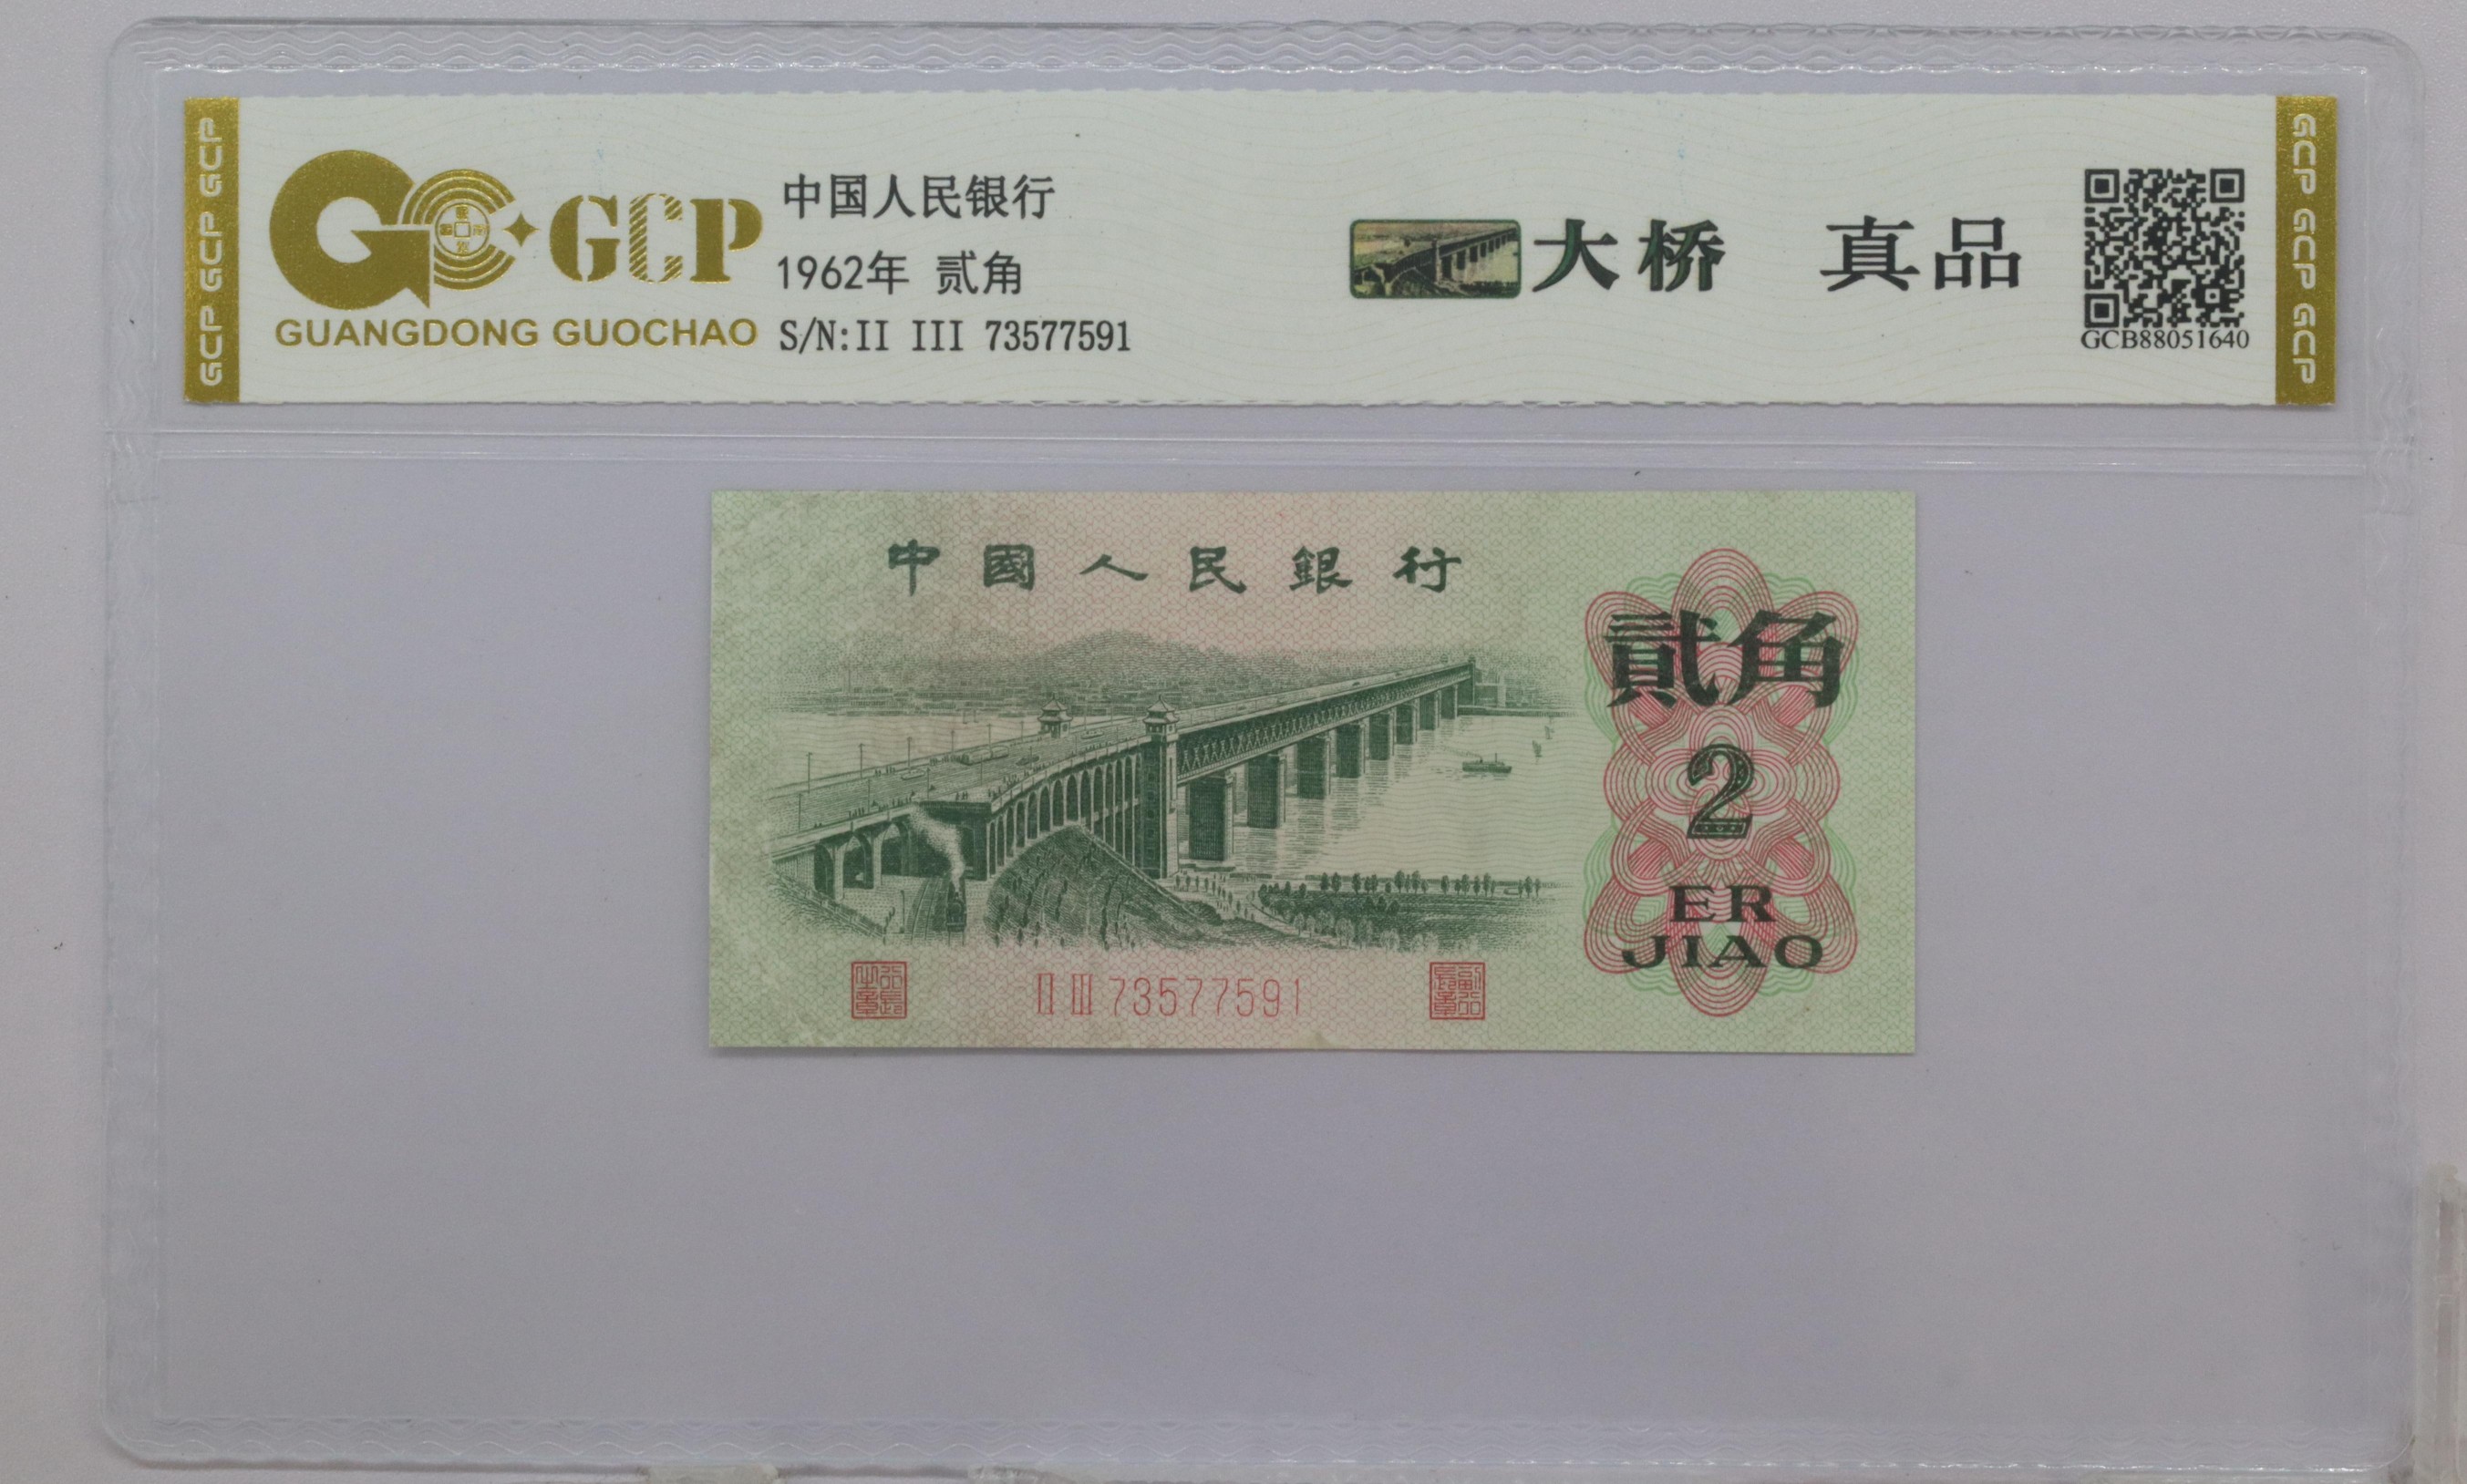 GCP GCP GCP
GCP
GUANGDONG GUOCHAO
中国人民银行
1962年 贰角
S/N:II III 73577591
大桥 真品
GCB88051640
GCP GCP GCP
中國人民銀行
貳角
2
ER
JIAO
II III 73577591